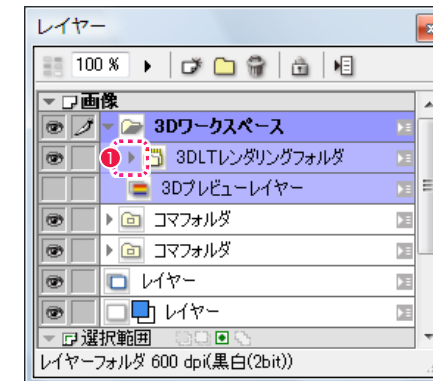 レイヤー
100 %
画像
3Dワークスペース
1 3DLTレンダリングフォルダ
3Dプレビューレイヤー
コマフォルダ
コマフォルダ
レイヤー
レイヤー
選択範囲
レイヤーフォルダ 600 dpi(黒白(2bit))